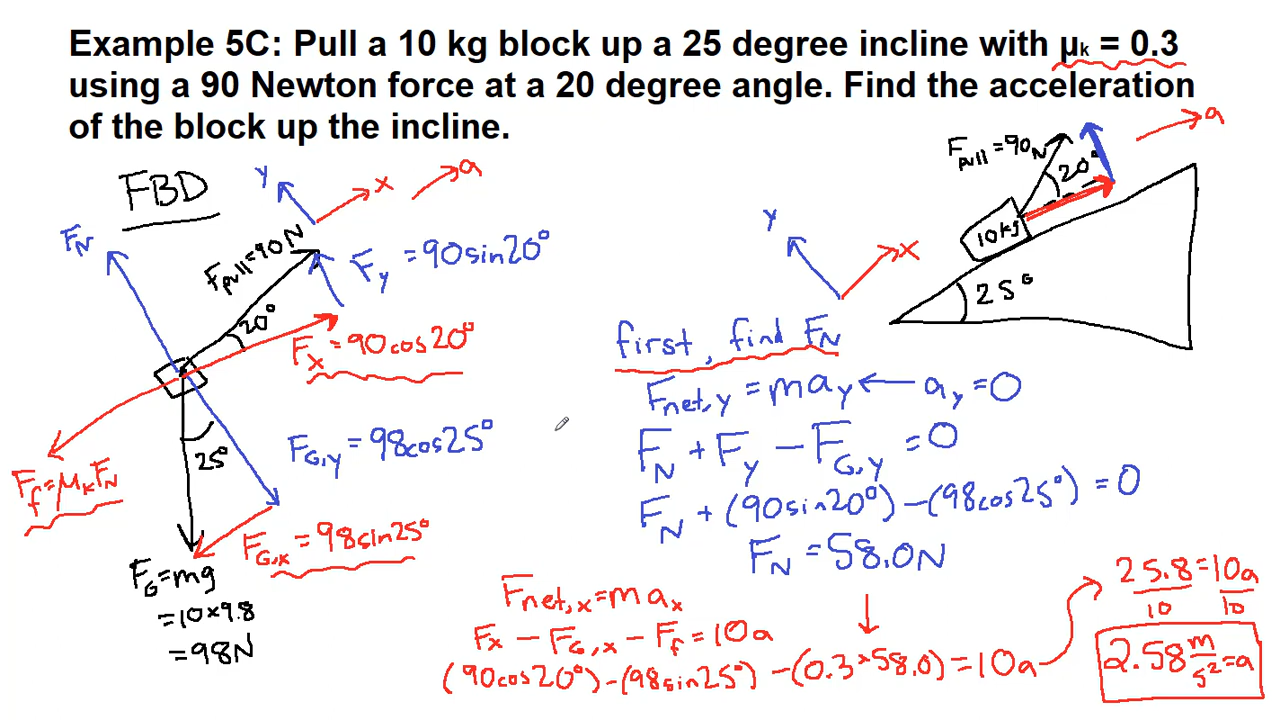 Example 5C: Pull a 10 kg block up a 25 degree incline with μk = 0.3
using a 90 Newton force at a 20 degree angle. Find the acceleration
of the block up the incline.
FBD
y
x
a
FN
Fpull=90N
Fy = 90sin20°
20°
Fx = 90cos20°
25°
FG,y = 98cos25°
Ff=μkFN
FG,x = 98sin25°
FG=mg
=10×9.8
=98N
Fpull=90N
20°
a
10kg
25°
y
x
first, find FN
Fnet,y = may ← ay = 0
FN + Fy − FG,y = 0
FN + (90sin20°) − (98cos25°) = 0
FN = 58.0N
Fnet,x = max
Fx − FG,x − Ff = 10a
(90cos20°) − (98sin25°) − (0.3×58.0) = 10a
25.8 = 10a
10 10
2.58 m/s² = a